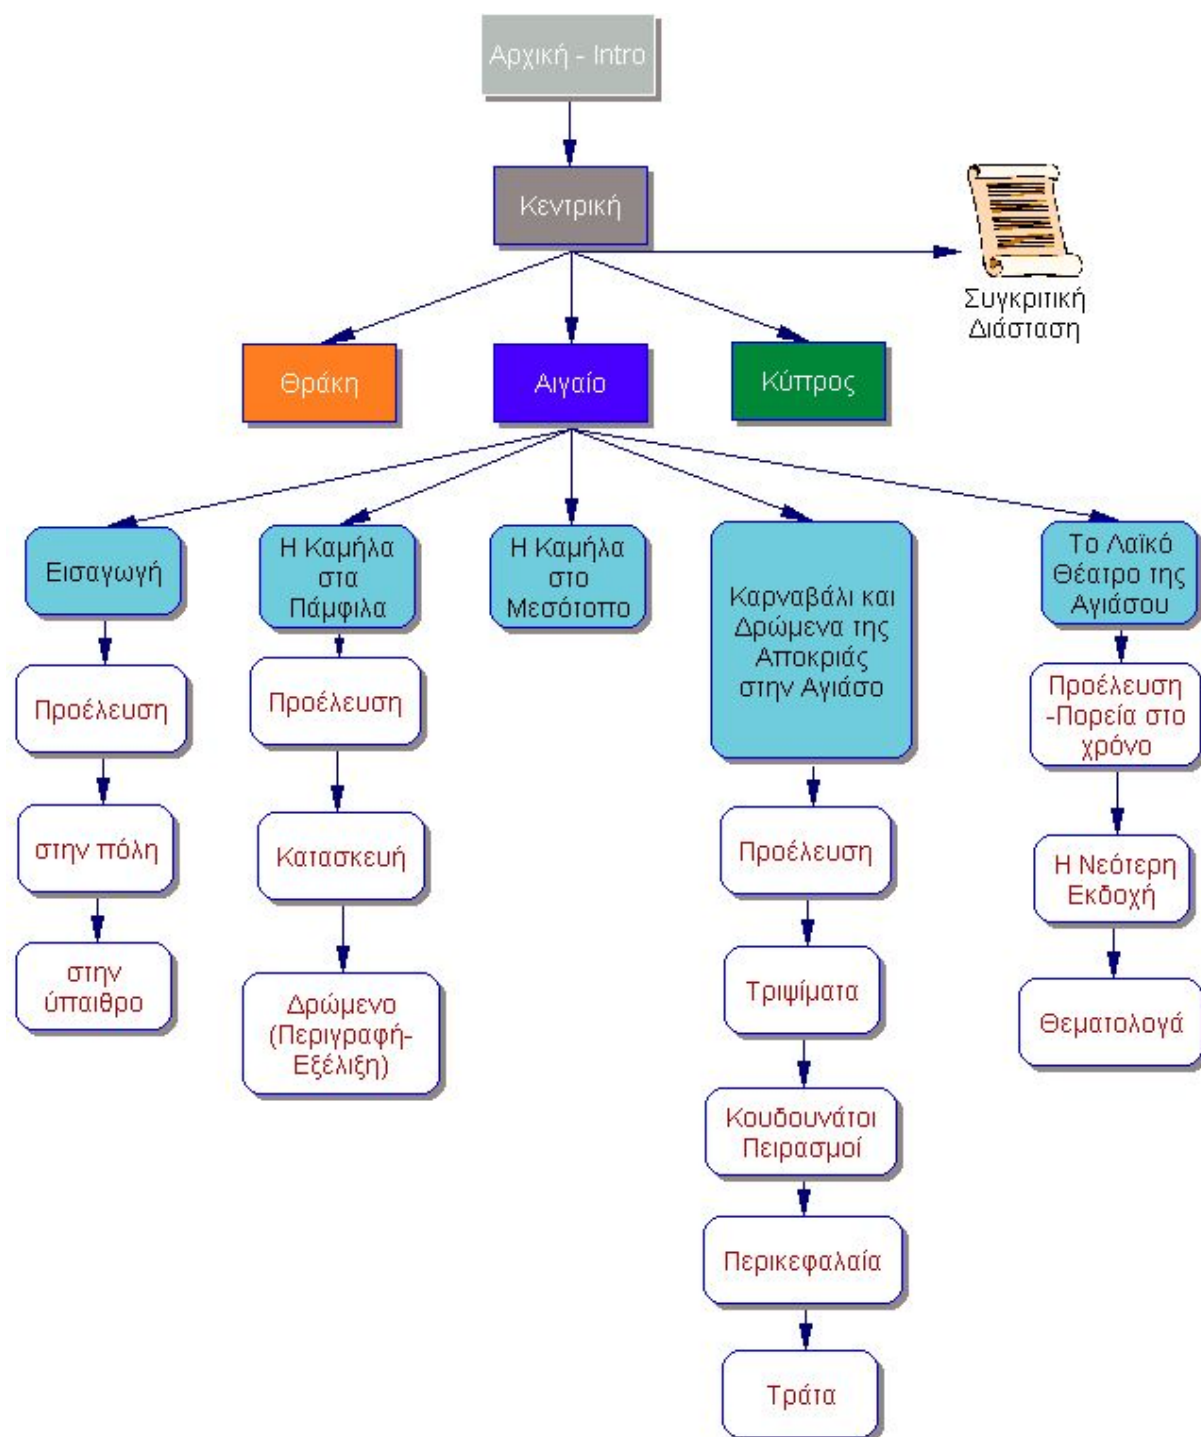 Αρχική - Intro
Κεντρική
Συγκριτική
Διάσταση
Θράκη
Αιγαίο
Κύπρος
Εισαγωγή
Η Καμήλα
στα
Πάμφιλα
Η Καμήλα
στο
Μεσότοπο
Καρναβάλι και
Δρώμενα της
Αποκριάς
στην Αγιάσο
Το Λαϊκό
Θέατρο της
Αγιάσου
Προέλευση
στην πόλη
στην
ύπαιθρο
Προέλευση
Κατασκευή
Δρώμενο
(Περιγραφή-
Εξέλιξη)
Προέλευση
Τριψίματα
Κουδουνάτοι
Πειρασμοί
Περικεφαλαία
Τράτα
Προέλευση
-Πορεία στο
χρόνο
Η Νεότερη
Εκδοχή
Θεματολογά